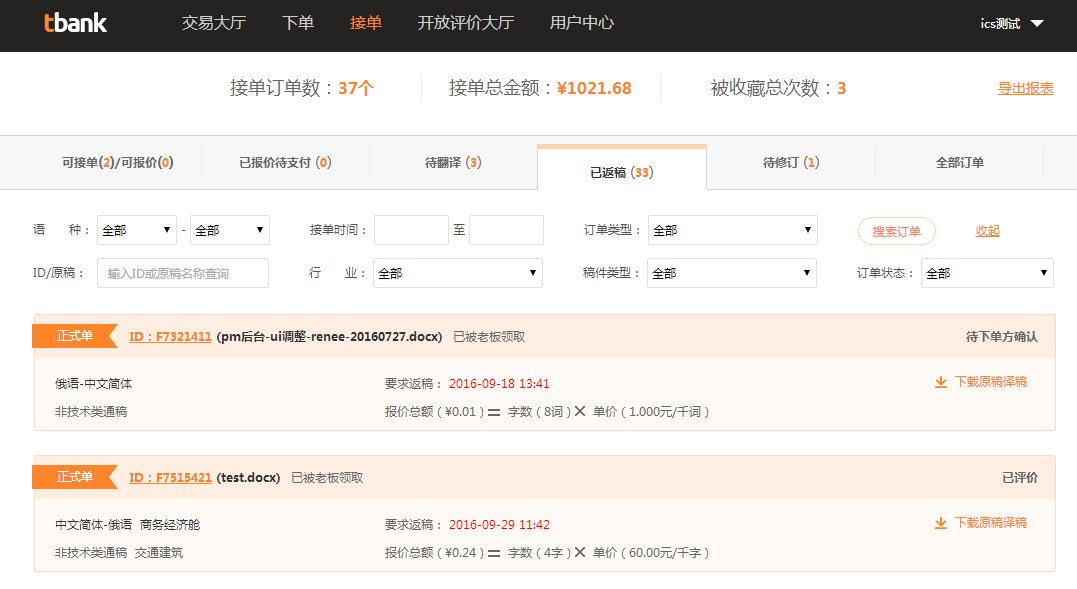 tbank 交易大厅 下单 接单 开放评价大厅 用户中心 ics测试
接单订单数：37个 接单总金额：¥1021.68 被收藏总次数：3 导出报表
可接单(2)/可报价(0) 已报价待支付 (0) 待翻译 (3) 已返稿 (33) 待修订 (1) 全部订单
语 种： 全部 - 全部 接单时间： 至 订单类型： 全部 搜索订单 收起
ID/原稿： 输入ID或原稿名称查询 行 业： 全部 稿件类型： 全部 订单状态： 全部
正式单 ID：F7321411 (pm后台-ui调整-renee-20160727.docx) 已被老板领取 待下单方确认
俄语-中文简体 要求返稿： 2016-09-18 13:41 下载原稿译稿
非技术类通稿 报价总额 ( ¥0.01 ) = 字数 ( 8词 ) × 单价 ( 1.000元/千词 )
正式单 ID：F7515421 (test.docx) 已被老板领取 已评价
中文简体-俄语 商务经济舱 要求返稿： 2016-09-29 11:42 下载原稿译稿
非技术类通稿 交通建筑 报价总额 ( ¥0.24 ) = 字数 ( 4字 ) × 单价 ( 60.00元/千字 )